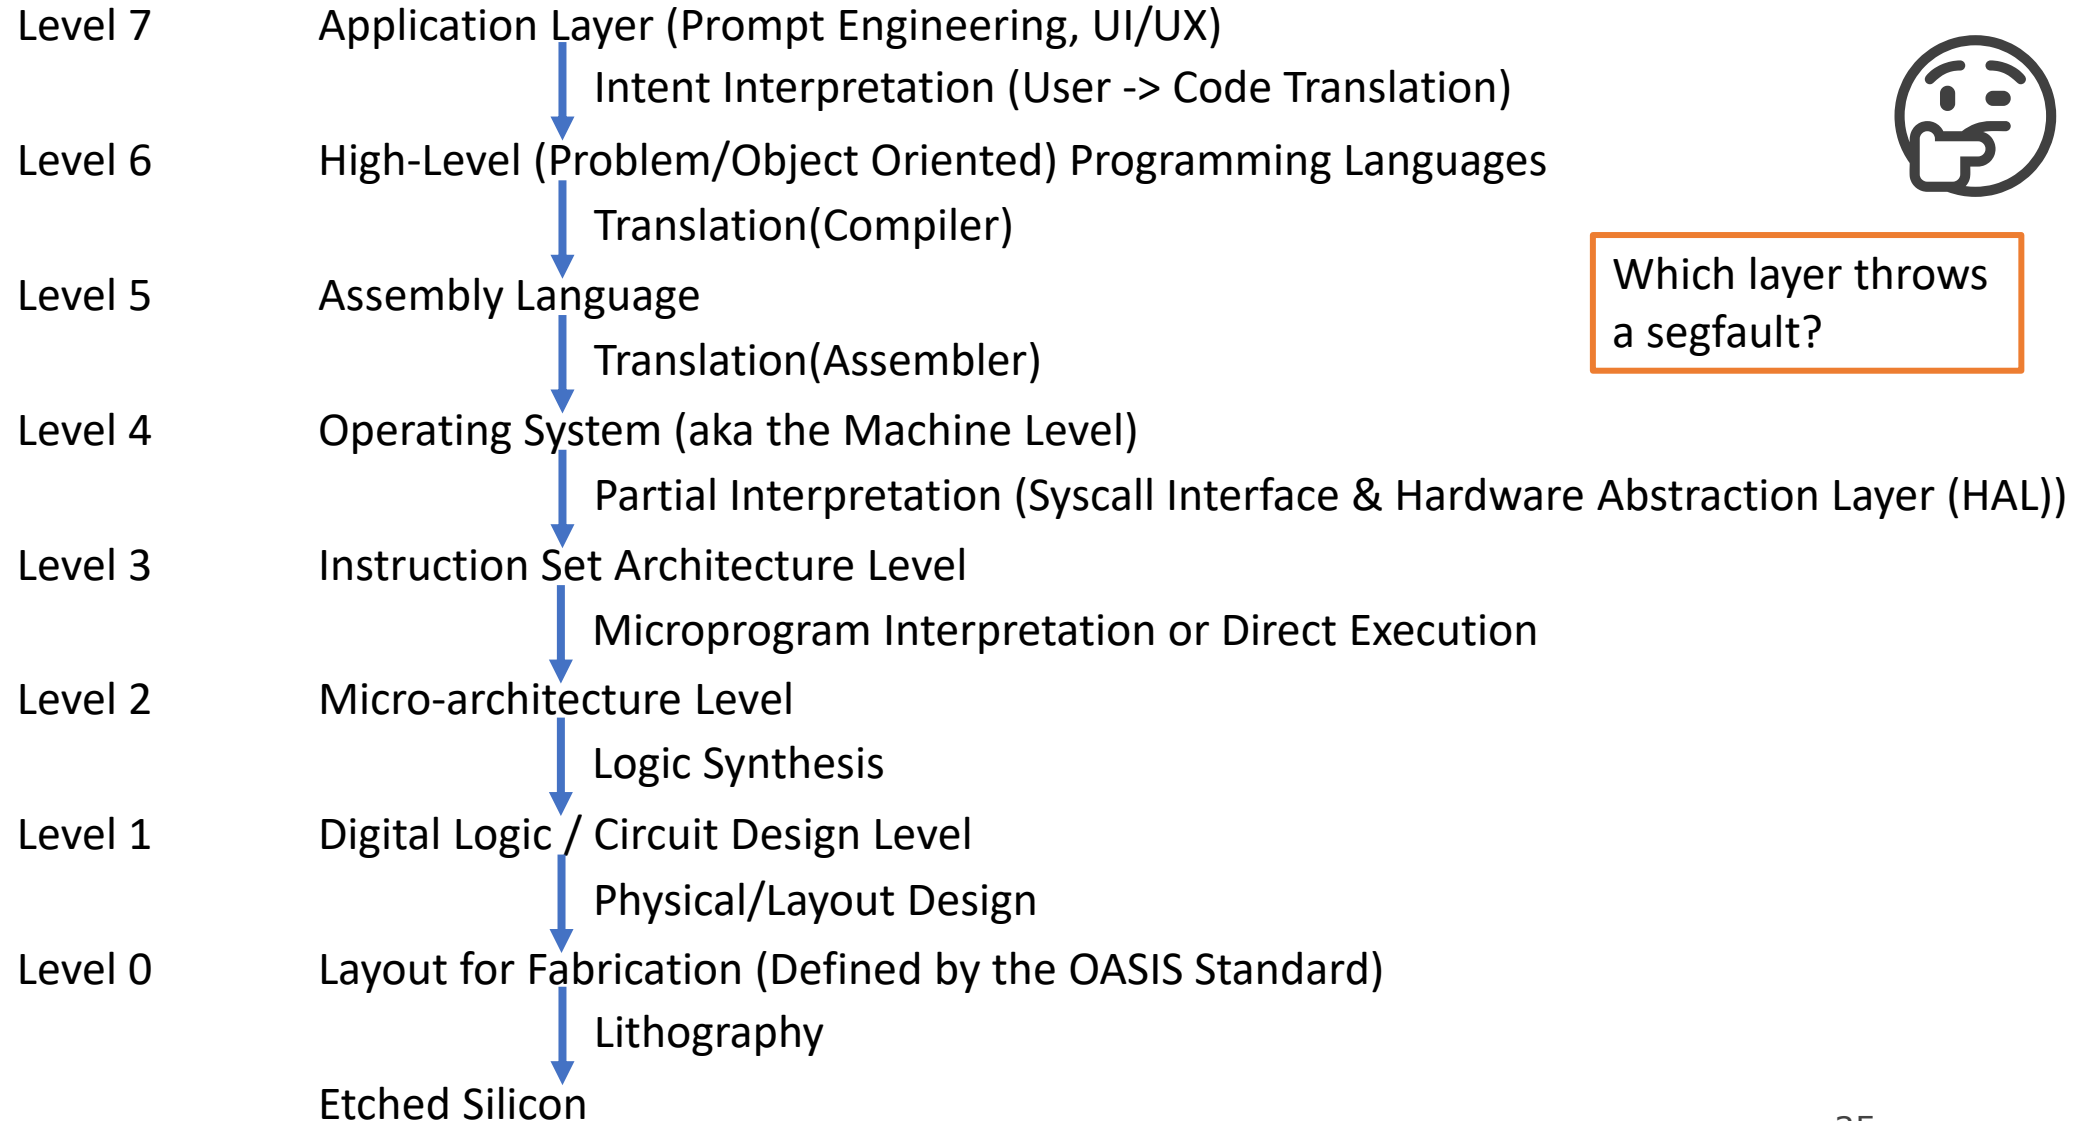 Level 7 Application Layer (Prompt Engineering, UI/UX)
Intent Interpretation (User -> Code Translation)
Level 6 High-Level (Problem/Object Oriented) Programming Languages
Translation(Compiler)
Which layer throws
a segfault?
Level 5 Assembly Language
Translation(Assembler)
Level 4 Operating System (aka the Machine Level)
Partial Interpretation (Syscall Interface & Hardware Abstraction Layer (HAL))
Level 3 Instruction Set Architecture Level
Microprogram Interpretation or Direct Execution
Level 2 Micro-architecture Level
Logic Synthesis
Level 1 Digital Logic / Circuit Design Level
Physical/Layout Design
Level 0 Layout for Fabrication (Defined by the OASIS Standard)
Lithography
Etched Silicon